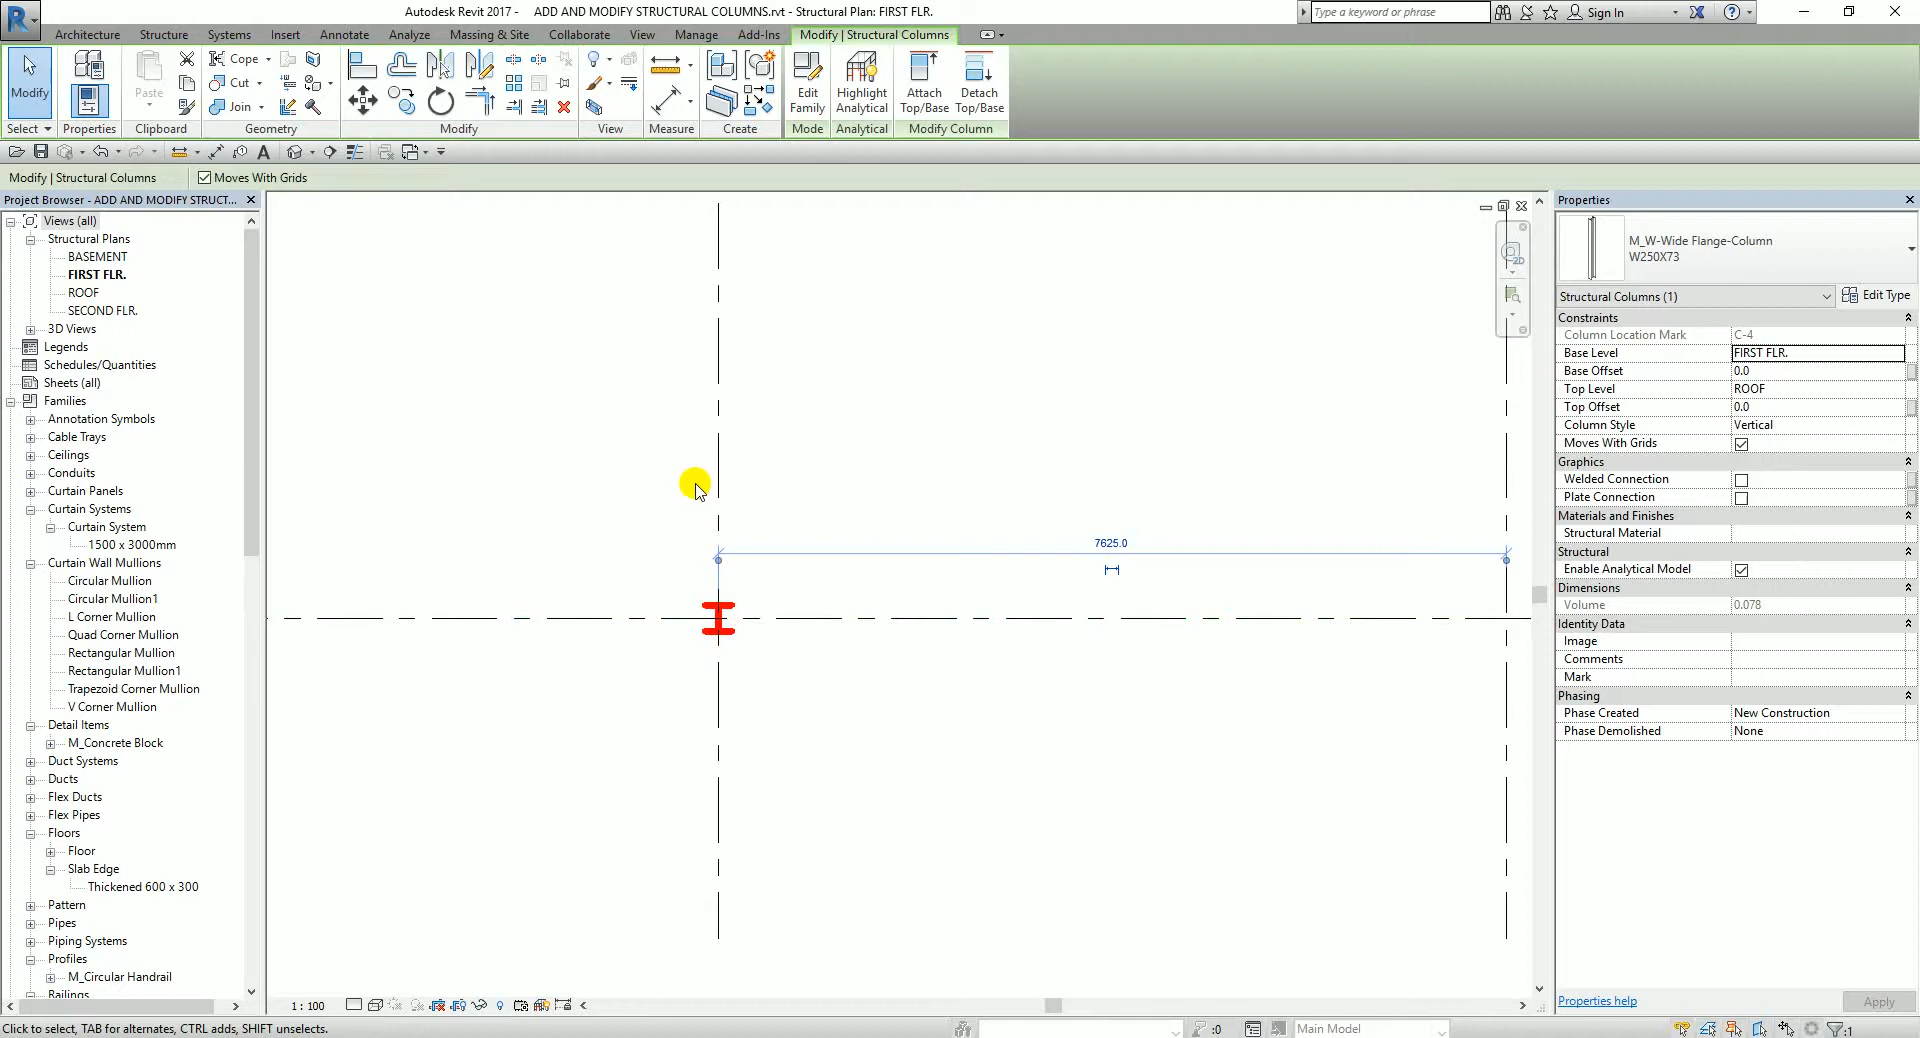 Autodesk Revit 2017 - ADD AND MODIFY STRUCTURAL COLUMNS.rvt - Structural Plan: FIRST FLR.
Type a keyword or phrase
Sign In
Architecture Structure Systems Insert Annotate Analyze Massing & Site Collaborate View Manage Add-Ins Modify | Structural Columns
Modify
Paste
Cope
Cut
Join
Edit Family
Highlight Analytical
Attach Top/Base
Detach Top/Base
Select Properties Clipboard Geometry Modify View Measure Create Mode Analytical Modify Column
Modify | Structural Columns Moves With Grids
Project Browser - ADD AND MODIFY STRUCT...
Views (all)
Structural Plans
BASEMENT
FIRST FLR.
ROOF
SECOND FLR.
3D Views
Legends
Schedules/Quantities
Sheets (all)
Families
Annotation Symbols
Cable Trays
Ceilings
Conduits
Curtain Panels
Curtain Systems
Curtain System
1500 x 3000mm
Curtain Wall Mullions
Circular Mullion
Circular Mullion1
L Corner Mullion
Quad Corner Mullion
Rectangular Mullion
Rectangular Mullion1
Trapezoid Corner Mullion
V Corner Mullion
Detail Items
M_Concrete Block
Duct Systems
Ducts
Flex Ducts
Flex Pipes
Floors
Floor
Slab Edge
Thickened 600 x 300
Pattern
Pipes
Piping Systems
Profiles
M_Circular Handrail
Railings
2D
7625.0
1 : 100
Properties
M_W-Wide Flange-Column
W250X73
Structural Columns (1) Edit Type
Constraints
Column Location Mark C-4
Base Level FIRST FLR.
Base Offset 0.0
Top Level ROOF
Top Offset 0.0
Column Style Vertical
Moves With Grids
Graphics
Welded Connection
Plate Connection
Materials and Finishes
Structural Material
Structural
Enable Analytical Model
Dimensions
Volume 0.078
Identity Data
Image
Comments
Mark
Phasing
Phase Created New Construction
Phase Demolished None
Properties help Apply
Click to select, TAB for alternates, CTRL adds, SHIFT unselects.
:0
Main Model
:1